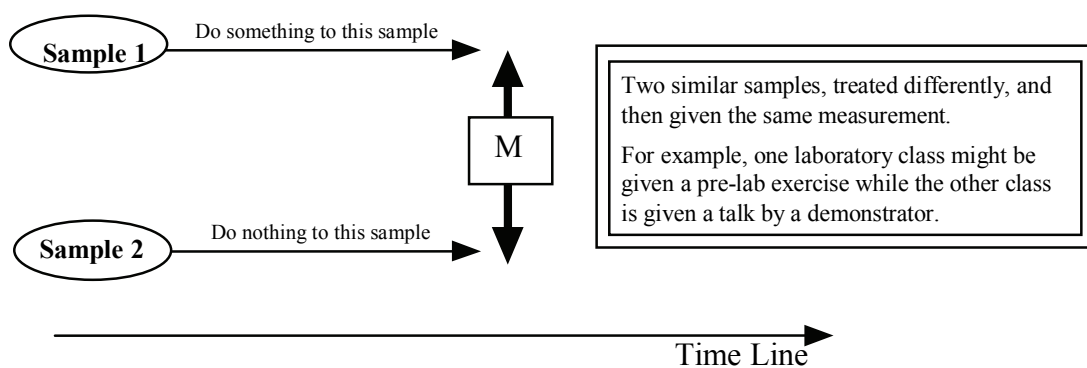 Do something to this sample
Sample 1
Two similar samples, treated differently, and
then given the same measurement.
For example, one laboratory class might be
given a pre-lab exercise while the other class
is given a talk by a demonstrator.
M
Do nothing to this sample
Sample 2
Time Line